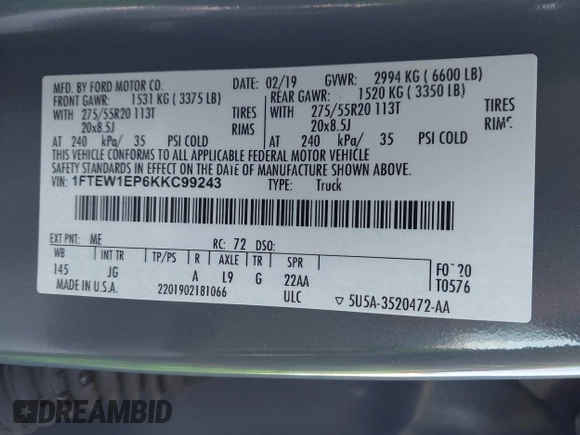 MFD. BY FORD MOTOR CO. DATE: 02/19 GVWR: 2994 KG ( 6600 LB)
FRONT GAWR: 1531 KG ( 3375 LB) REAR GAWR: 1520 KG ( 3350 LB)
WITH 275/55R20 113T TIRES WITH 275/55R20 113T TIRES
20x8.5J RIMS 20x8.5J RIMS
AT 240 kPa/ 35 PSI COLD AT 240 kPa/ 35 PSI COLD
THIS VEHICLE CONFORMS TO ALL APPLICABLE FEDERAL MOTOR VEHICLE
SAFETY STANDARDS IN EFFECT ON THE DATE OF MANUFACTURE SHOWN ABOVE.
VIN: 1FTEW1EP6KKC99243 TYPE: Truck
EXT PNT: ME RC: 72 DSO:
WB INT TR TP/PS R AXLE TR SPR
145 JG A L9 G 22AA
MADE IN U.S.A. 2201902181066 ULC
T0576
▽ 5U5A-3520472-AA
DREAMBID